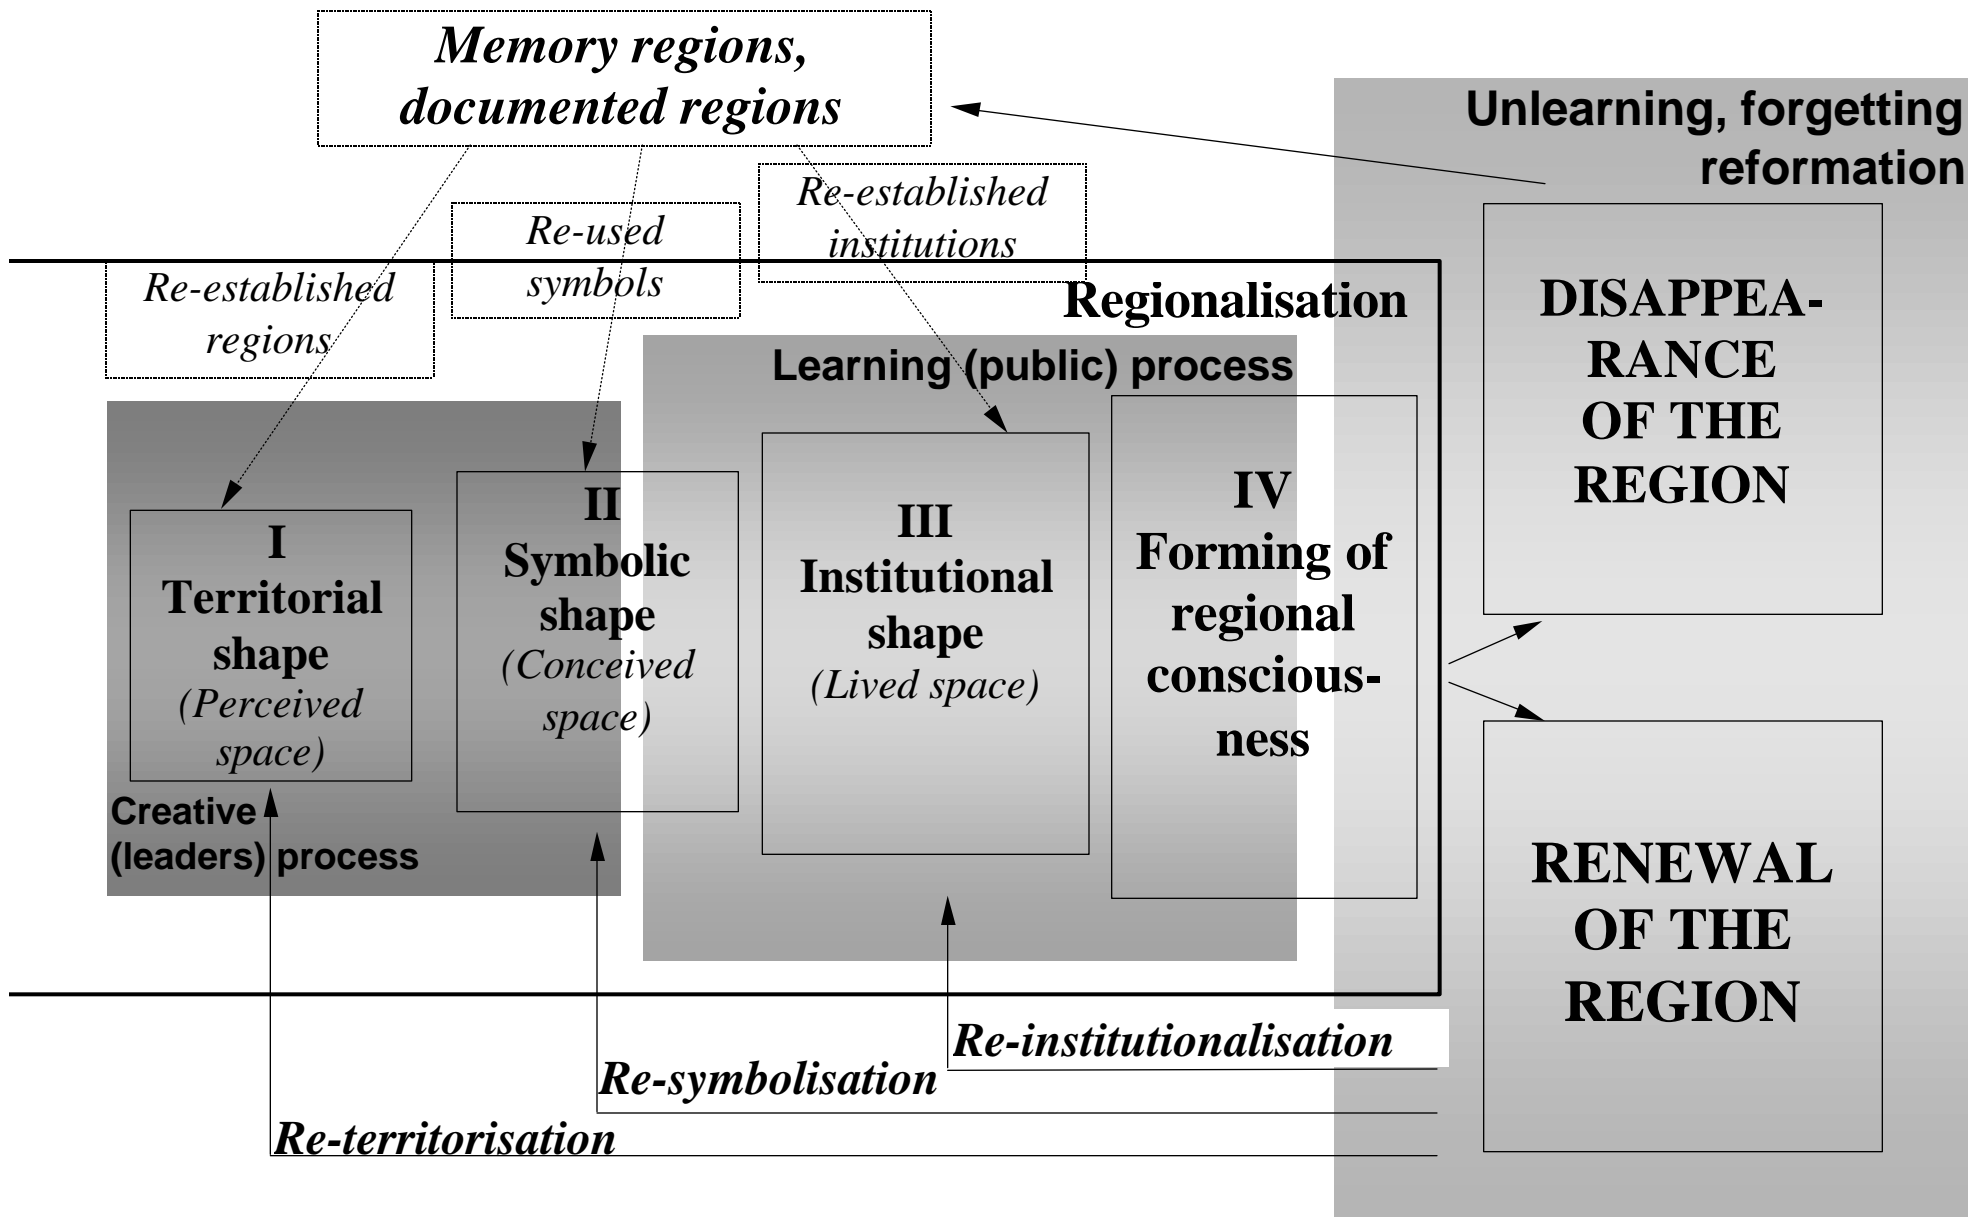 Memory regions,
documented regions
Unlearning, forgetting
reformation
Re-established
institutions
Re-used
symbols
Re-established
regions
Regionalisation
Learning (public) process
I
Territorial
shape
(Perceived
space)
Creative
(leaders) process
II
Symbolic
shape
(Conceived
space)
III
Institutional
shape
(Lived space)
IV
Forming of
regional
conscious-
ness
DISAPPEA-
RANCE
OF THE
REGION
RENEWAL
OF THE
REGION
Re-institutionalisation
Re-symbolisation
Re-territorisation